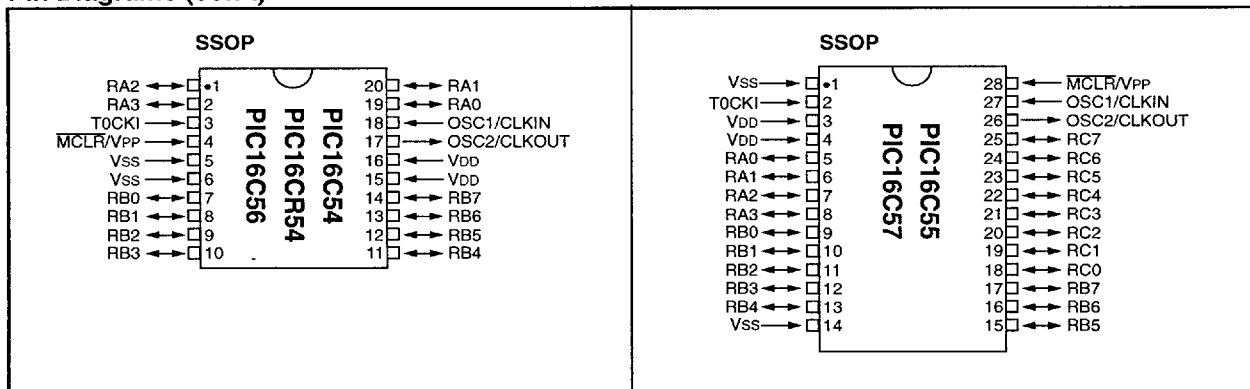 SSOP
RA2 1 20 RA1
RA3 2 19 RA0
T0CKI 3 18 OSC1/CLKIN
MCLR/VPP 4 17 OSC2/CLKOUT
VSS 5 16 VDD
VSS 6 15 VDD
RB0 7 14 RB7
RB1 8 13 RB6
RB2 9 12 RB5
RB3 10 11 RB4
PIC16C54
PIC16CR54
PIC16C56
SSOP
VSS 1 28 MCLR/VPP
T0CKI 2 27 OSC1/CLKIN
VDD 3 26 OSC2/CLKOUT
VDD 4 25 RC7
RA0 5 24 RC6
RA1 6 23 RC5
RA2 7 22 RC4
RA3 8 21 RC3
RB0 9 20 RC2
RB1 10 19 RC1
RB2 11 18 RC0
RB3 12 17 RB7
RB4 13 16 RB6
VSS 14 15 RB5
PIC16C55
PIC16C57